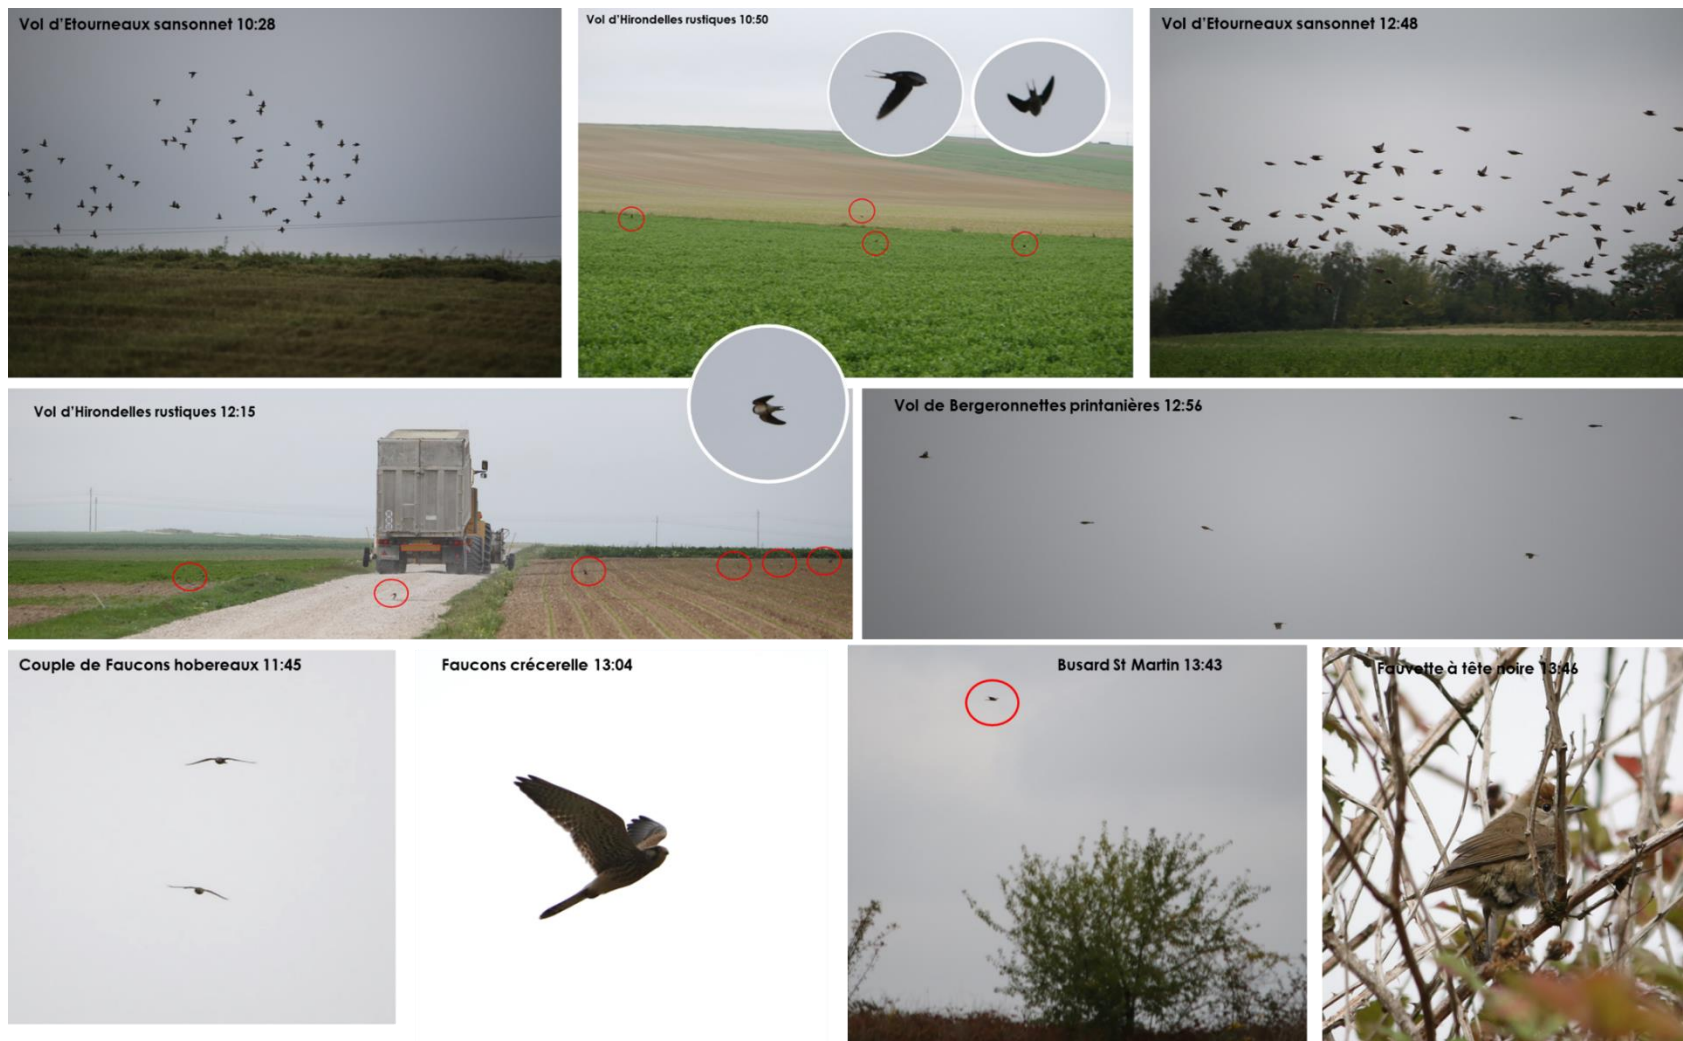 Vol d'Etourneaux sansonnet 10:28
Vol d'Hirondelles rustiques 10:50
Vol d'Etourneaux sansonnet 12:48
Vol d'Hirondelles rustiques 12:15
Vol de Bergeronnettes printanières 12:56
Couple de Faucons hobereaux 11:45
Faucons crécerelle 13:04
Busard St Martin 13:43
Fauvette à tête noire 13:46